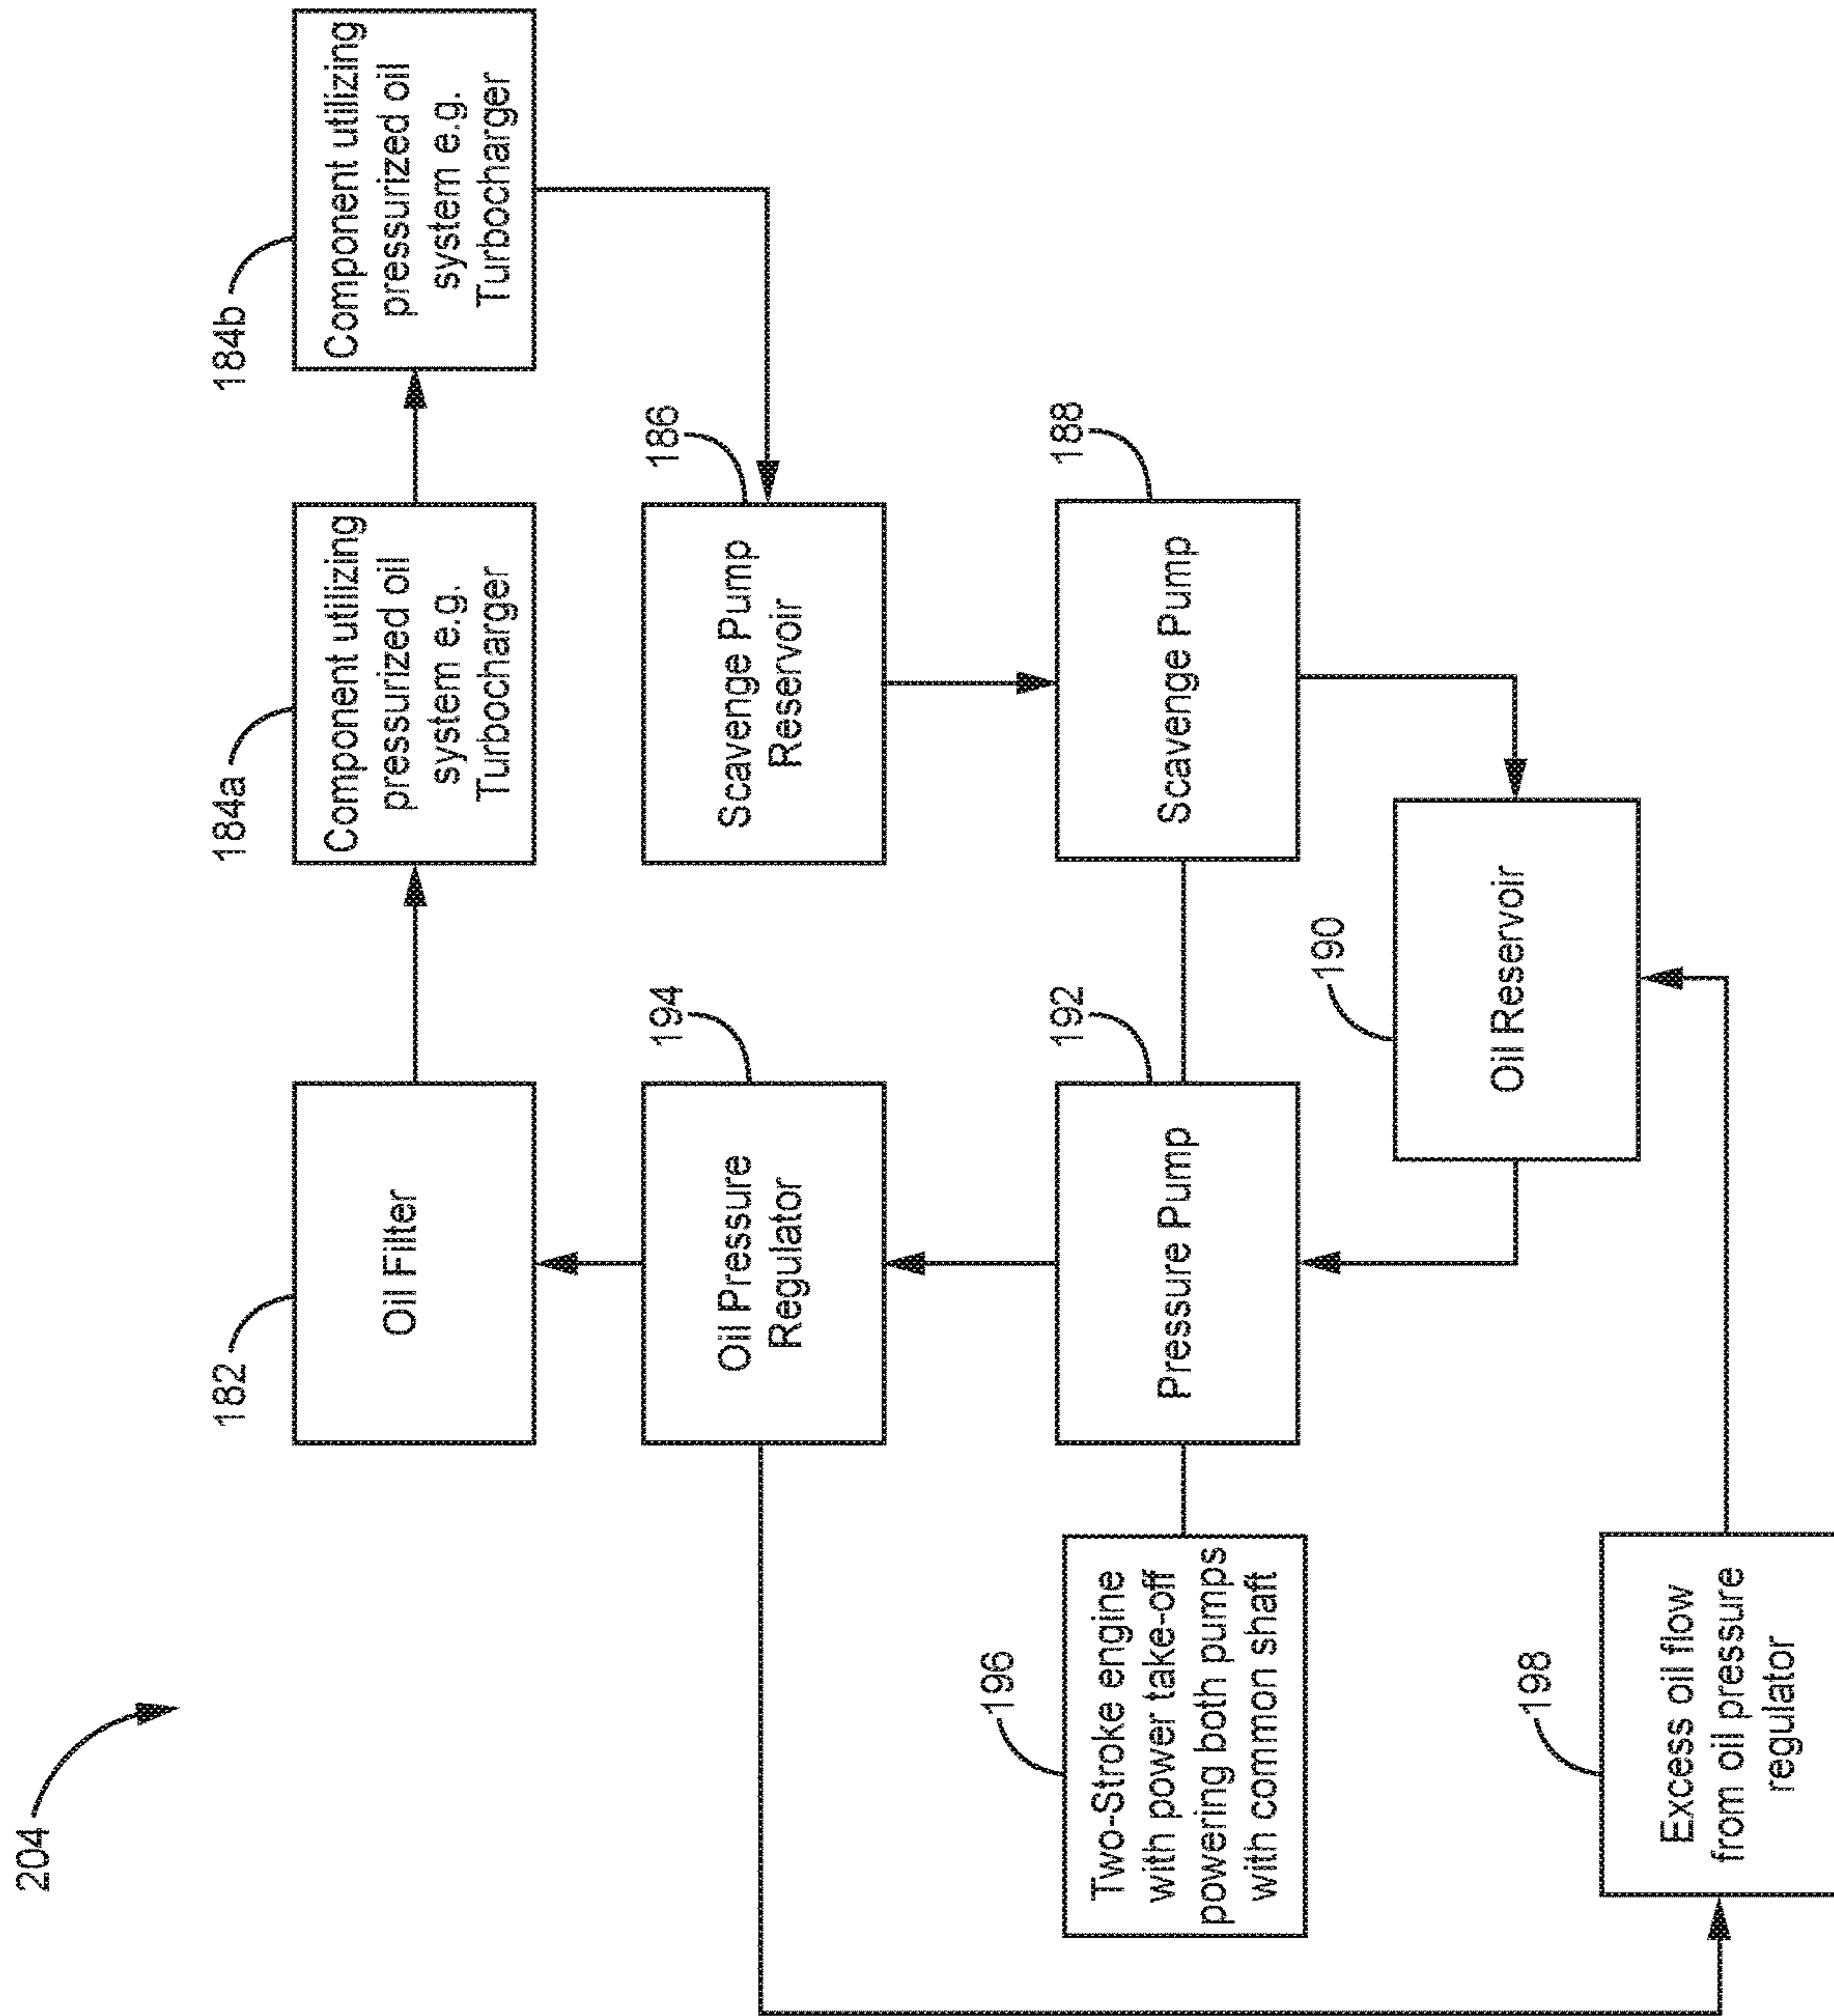 204
182
Oil Filter
184a
Component utilizing
pressurized oil
system e.g.
Turbocharger
184b
Component utilizing
pressurized oil
system e.g.
Turbocharger
194
Oil Pressure
Regulator
186
Scavenge Pump
Reservoir
196
Two-Stroke engine
with power take-off
powering both pumps
with common shaft
192
Pressure Pump
188
Scavenge Pump
190
Oil Reservoir
198
Excess oil flow
from oil pressure
regulator